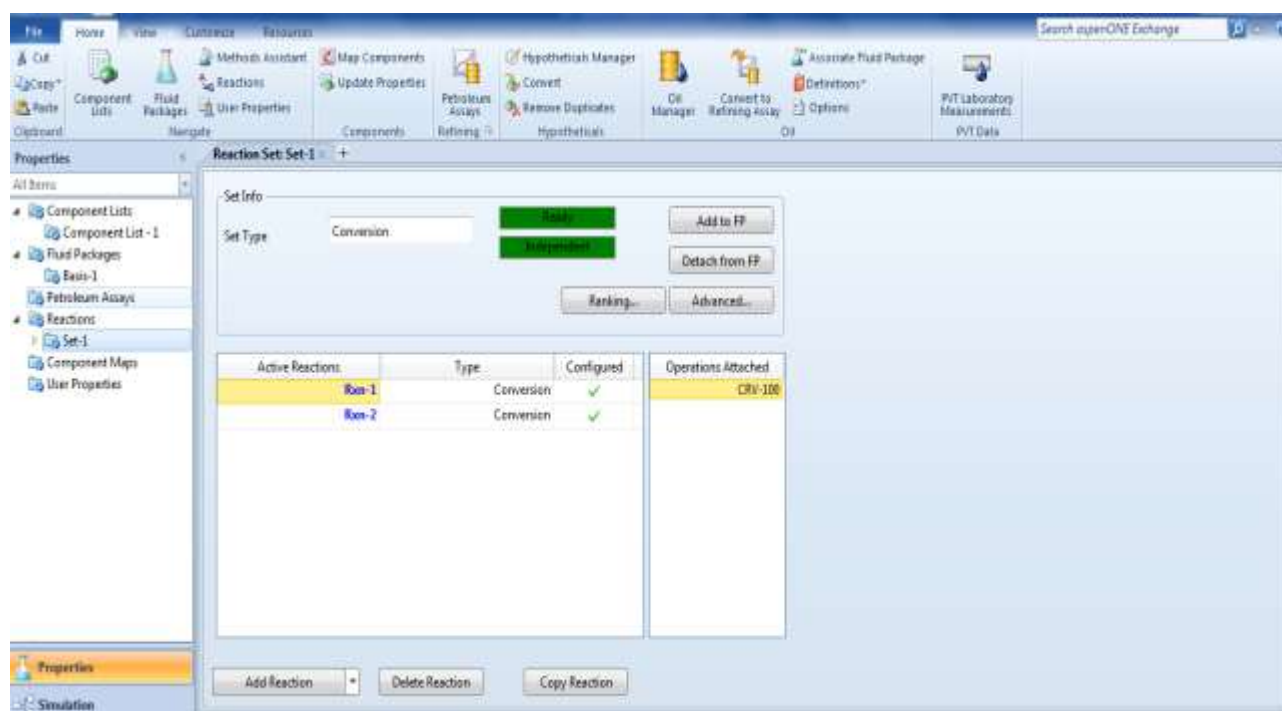 File Home View Customize Resources Search aspenONE Exchange
Cut Methods Assistant Map Components Hypotheticals Manager Associate Fluid Package
Copy* Reactions Update Properties Convert Definitions*
Paste Component Lists Fluid Packages User Properties Petroleum Assays Remove Duplicates Oil Manager Convert to Refining Assay Options PVT Laboratory Measurements
Clipboard Navigate Components Refining Hypotheticals Oil PVT Data
Properties
Reaction Set: Set-1 +
All Items
Component Lists
Component List - 1
Fluid Packages
Basis-1
Petroleum Assays
Reactions
Set-1
Component Maps
User Properties
Set Info
Set Type Conversion Ready Add to FP
Independent Detach from FP
Ranking... Advanced...
Active Reactions Type Configured Operations Attached
Rxn-1 Conversion CRV-100
Rxn-2 Conversion
Properties
Simulation
Add Reaction Delete Reaction Copy Reaction